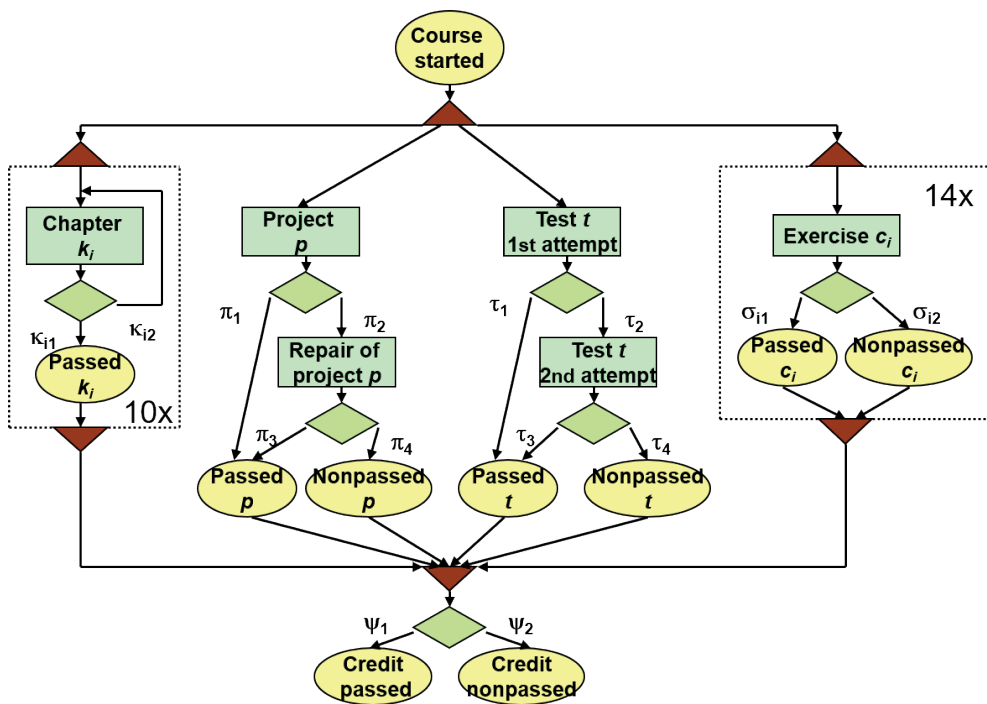 Course
started
14x
Chapter
kᵢ
Project
p
Test t
1st attempt
Exercise cᵢ
π₁
π₂
τ₁
τ₂
σᵢ₁
σᵢ₂
κᵢ₁
κᵢ₂
Passed
kᵢ
10x
Repair of
project p
Test t
2nd attempt
Passed
cᵢ
Nonpassed
cᵢ
π₃
π₄
τ₃
τ₄
Passed
p
Nonpassed
p
Passed
t
Nonpassed
t
ψ₁
ψ₂
Credit
passed
Credit
nonpassed